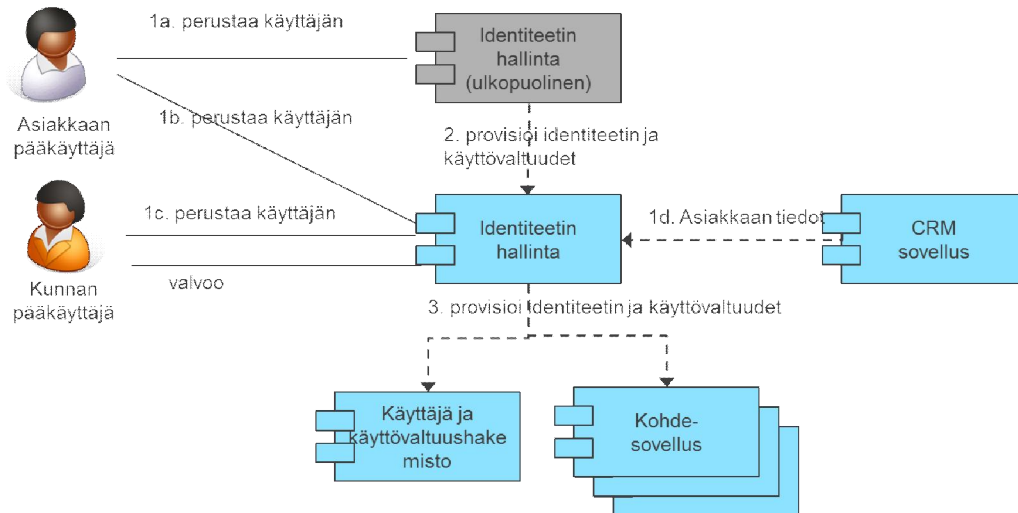 1a. perustaa käyttäjän
Identiteetin
hallinta
(ulkopuolinen)
Asiakkaan
pääkäyttäjä
1b. perustaa käyttäjän
2. provisioi identiteetin ja
käyttövaltuudet
1c. perustaa käyttäjän
Identiteetin
hallinta
1d. Asiakkaan tiedot
CRM
sovellus
valvoo
Kunnan
pääkäyttäjä
3. provisioi identiteetin ja käyttövaltuudet
Käyttäjä ja
käyttövaltuushake
misto
Kohde-
sovellus